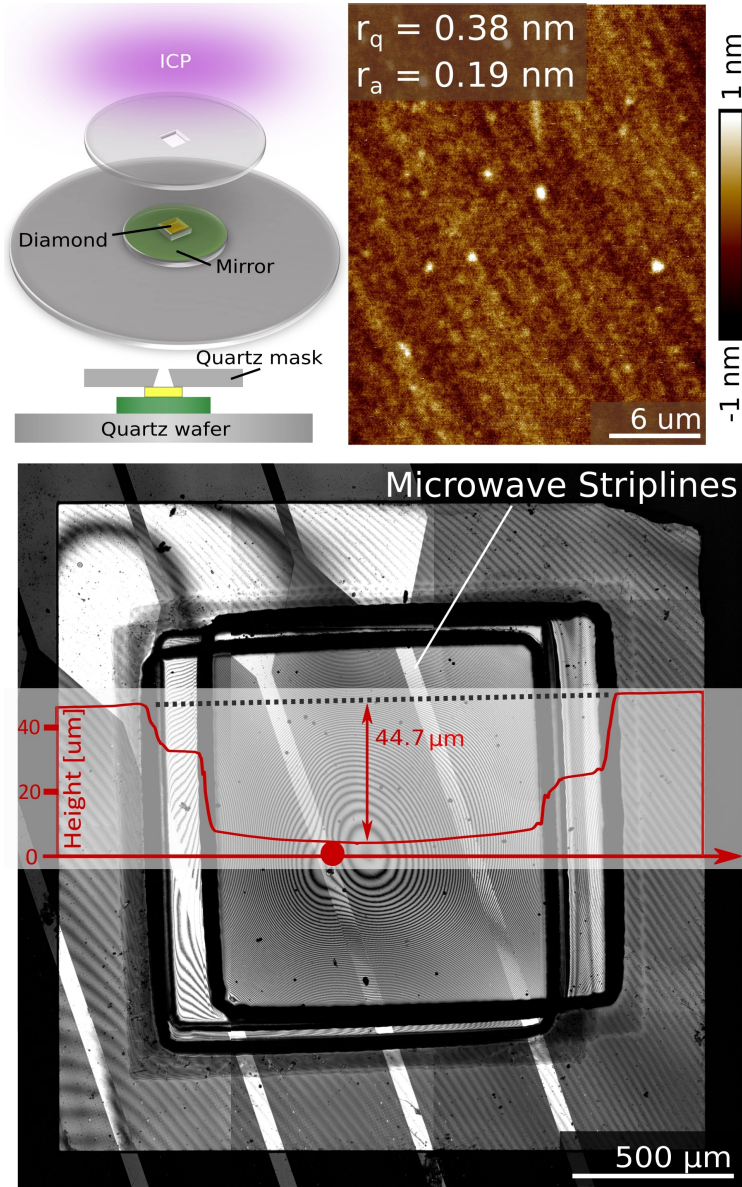 ICP
Diamond
Mirror
Quartz mask
Quartz wafer
r_q = 0.38 nm
r_a = 0.19 nm
1 nm
-1 nm
6 um
Microwave Striplines
Height [um]
40
20
0
44.7 µm
500 µm